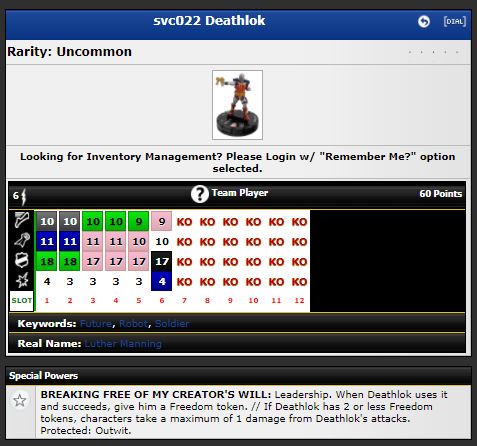 svc022 Deathlok
[DIAL]
Rarity: Uncommon
Looking for Inventory Management? Please Login w/ "Remember Me?" option
selected.
6 ? Team Player 60 Points
10 10 10 10 9 9 KO KO KO KO KO KO
11 11 11 11 10 10 KO KO KO KO KO KO
18 18 17 17 17 17 KO KO KO KO KO KO
4 3 3 3 3 4 KO KO KO KO KO KO
SLOT 1 2 3 4 5 6 7 8 9 10 11 12
Keywords: Future, Robot, Soldier
Real Name: Luther Manning
Special Powers
BREAKING FREE OF MY CREATOR'S WILL: Leadership. When Deathlok uses it
and succeeds, give him a Freedom token. // If Deathlok has 2 or less Freedom
tokens, characters take a maximum of 1 damage from Deathlok's attacks.
Protected: Outwit.